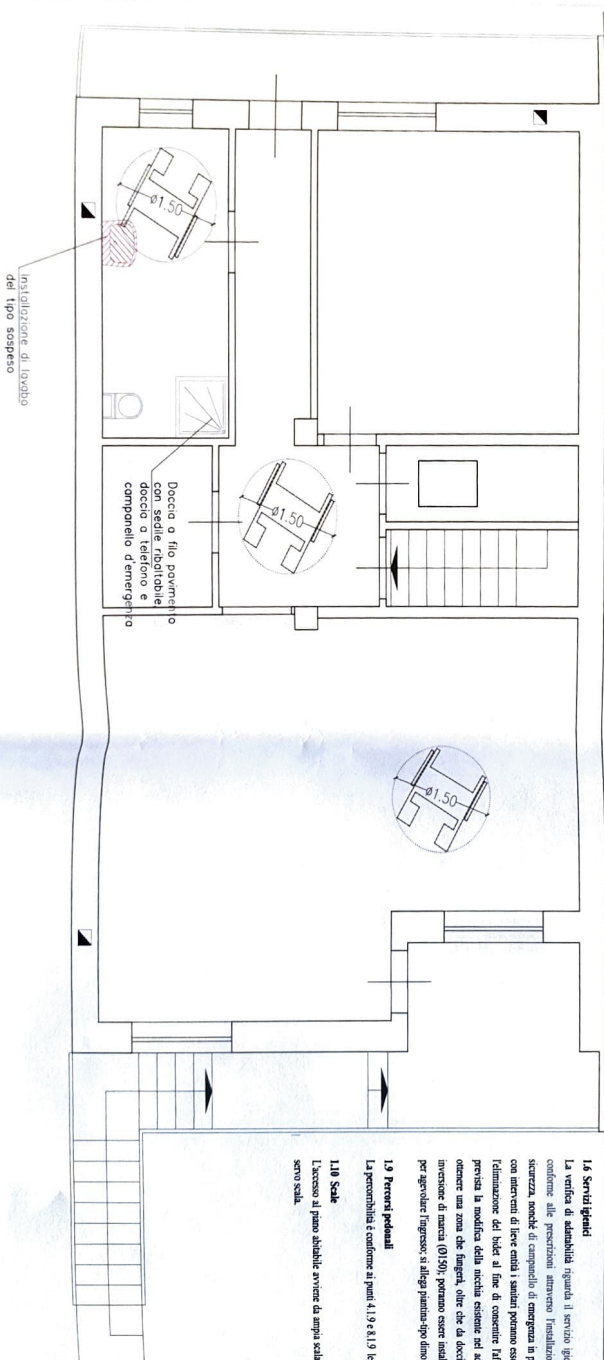 ø1.50
installazione di lavabo
del tipo sospeso
Doccia a filo pavimento
con sedile ribaltabile,
doccia a telefono e
campanello d'emergenza
ø1.50
ø1.50
1.6 Servizi igienici
La verifica di adattabilità riguarda il servizio igie
conforme alle prescrizioni attraverso l'installazio
sicurezza, nonchè di campanello di emergenza in p
con interventi di lieve entità i sanitari potranno ess
l'eliminazione del bidet al fine di consentire l'af
prevista la modifica della nicchia esistente nel ac
ottenere una zona che fungerà, oltre che da docci
inversione di marcia (Ø150); potranno essere instal
per agevolare l'ingresso; si allega piantina-tipo dimo
1.9 Percorsi pedonali
La percorribilità è conforme ai punti 4.1.9 e 8.1.9 le
1.10 Scale
L'accesso al piano abitabile avviene da ampia scala
servo scala.